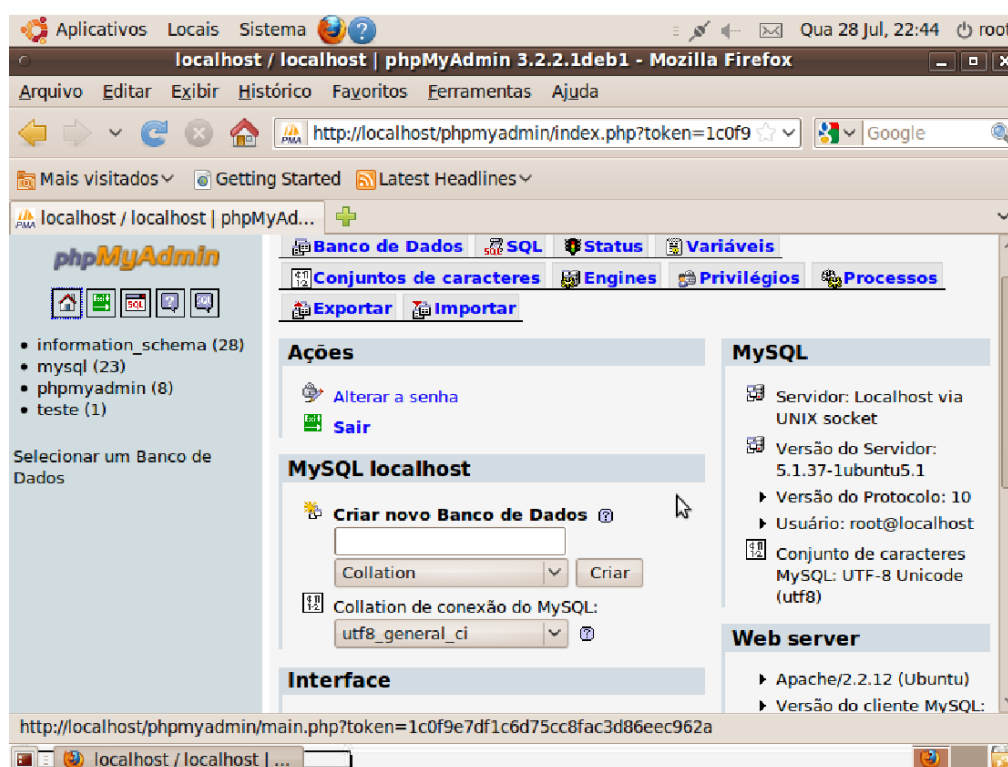 Aplicativos Locais Sistema Qua 28 Jul, 22:44 root
localhost / localhost | phpMyAdmin 3.2.2.1deb1 - Mozilla Firefox
Arquivo Editar Exibir Histórico Favoritos Ferramentas Ajuda
http://localhost/phpmyadmin/index.php?token=1c0f9 Google
Mais visitados Getting Started Latest Headlines
localhost / localhost | phpMyAd...
phpMyAdmin
Banco de Dados SQL Status Variáveis
Conjuntos de caracteres Engines Privilégios Processos
Exportar Importar
information_schema (28)
mysql (23)
phpmyadmin (8)
teste (1)
Selecionar um Banco de
Dados
Ações
Alterar a senha
Sair
MySQL localhost
Criar novo Banco de Dados
Collation Criar
Collation de conexão do MySQL:
utf8_general_ci
Interface
MySQL
Servidor: Localhost via
UNIX socket
Versão do Servidor:
5.1.37-1ubuntu5.1
Versão do Protocolo: 10
Usuário: root@localhost
Conjunto de caracteres
MySQL: UTF-8 Unicode
(utf8)
Web server
Apache/2.2.12 (Ubuntu)
Versão do cliente MySQL:
http://localhost/phpmyadmin/main.php?token=1c0f9e7df1c6d75cc8fac3d86eec962a
localhost / localhost | ...